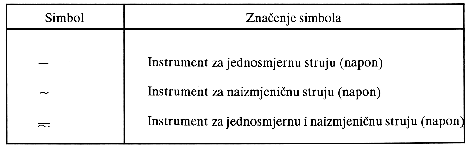 Simbol Značenje simbola
— Instrument za jednosmjernu struju (napon)
~ Instrument za naizmjeničnu struju (napon)
≂ Instrument za jednosmjernu i naizmjeničnu struju (napon)